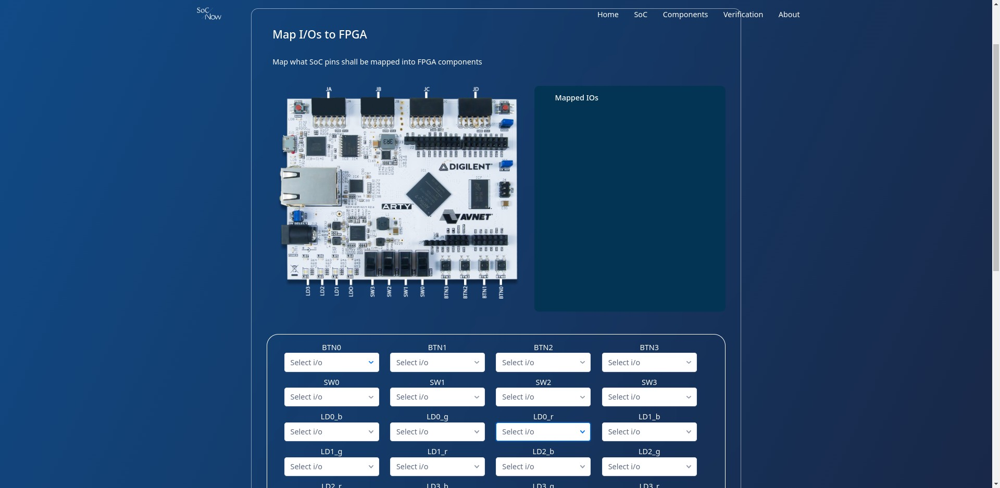 SoC
Now
Home
SoC
Components
Verification
About
Map I/Os to FPGA
Map what SoC pins shall be mapped into FPGA components
JA
JB
JC
JD
DIGILENT
ARTY
AVNET
LD3
LD2
LD1
LD0
SW3
SW2
SW1
SW0
BTN3
BTN2
BTN1
BTN0
Mapped IOs
BTN0
BTN1
BTN2
BTN3
Select i/o
Select i/o
Select i/o
Select i/o
SW0
SW1
SW2
SW3
Select i/o
Select i/o
Select i/o
Select i/o
LD0_b
LD0_g
LD0_r
LD1_b
Select i/o
Select i/o
Select i/o
Select i/o
LD1_g
LD1_r
LD2_b
LD2_g
Select i/o
Select i/o
Select i/o
Select i/o
LD2_r
LD3_b
LD3_g
LD3_r